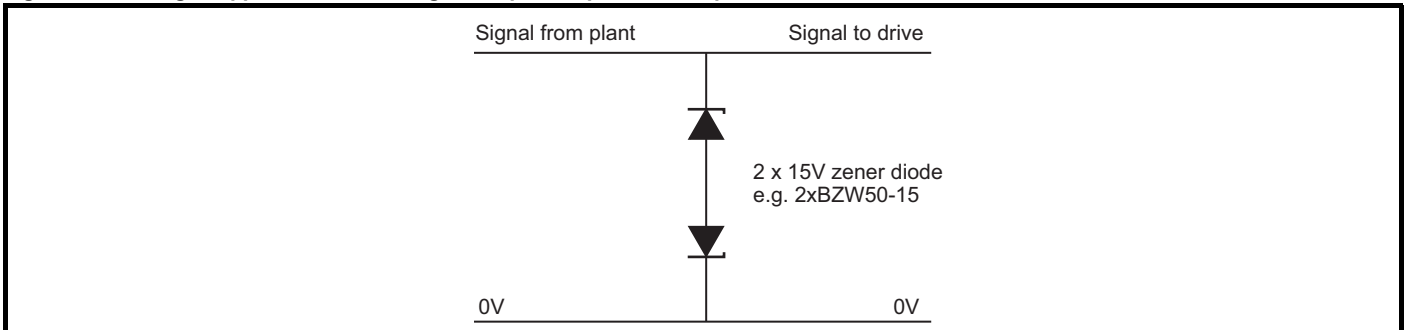 Signal from plant Signal to drive
2 x 15V zener diode
e.g. 2xBZW50-15
0V 0V